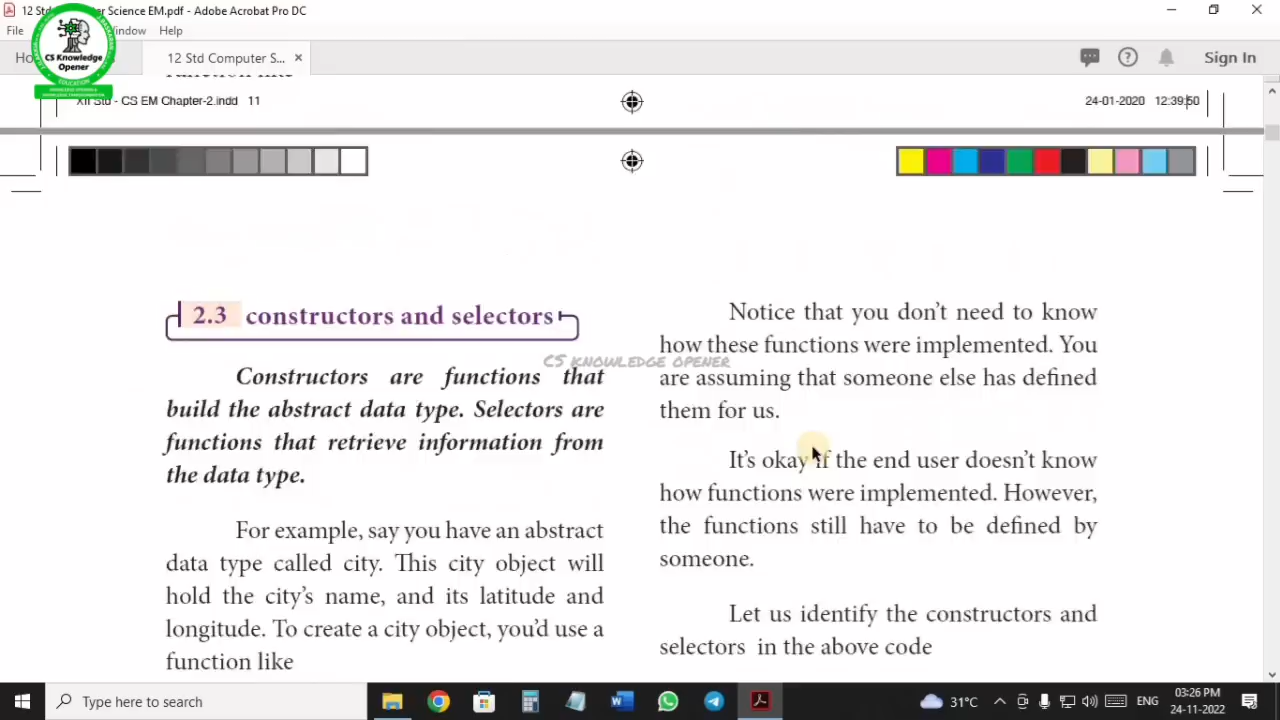 12 Std
ter Science EM.pdf - Adobe Acrobat Pro DC
File
indow Help
CS Knowledge
Opener
EDUCATION
12 Std Computer S... ×
Sign In
function like
XII Std - CS EM Chapter-2.indd 11
24-01-2020 12:39:50
2.3 constructors and selectors
Constructors are functions that
build the abstract data type. Selectors are
functions that retrieve information from
the data type.
For example, say you have an abstract
data type called city. This city object will
hold the city's name, and its latitude and
longitude. To create a city object, you'd use a
function like
CS KNOWLEDGE OPENER
Notice that you don't need to know
how these functions were implemented. You
are assuming that someone else has defined
them for us.
It's okay if the end user doesn't know
how functions were implemented. However,
the functions still have to be defined by
someone.
Let us identify the constructors and
selectors in the above code
Type here to search
31°C
ENG
03:26 PM
24-11-2022